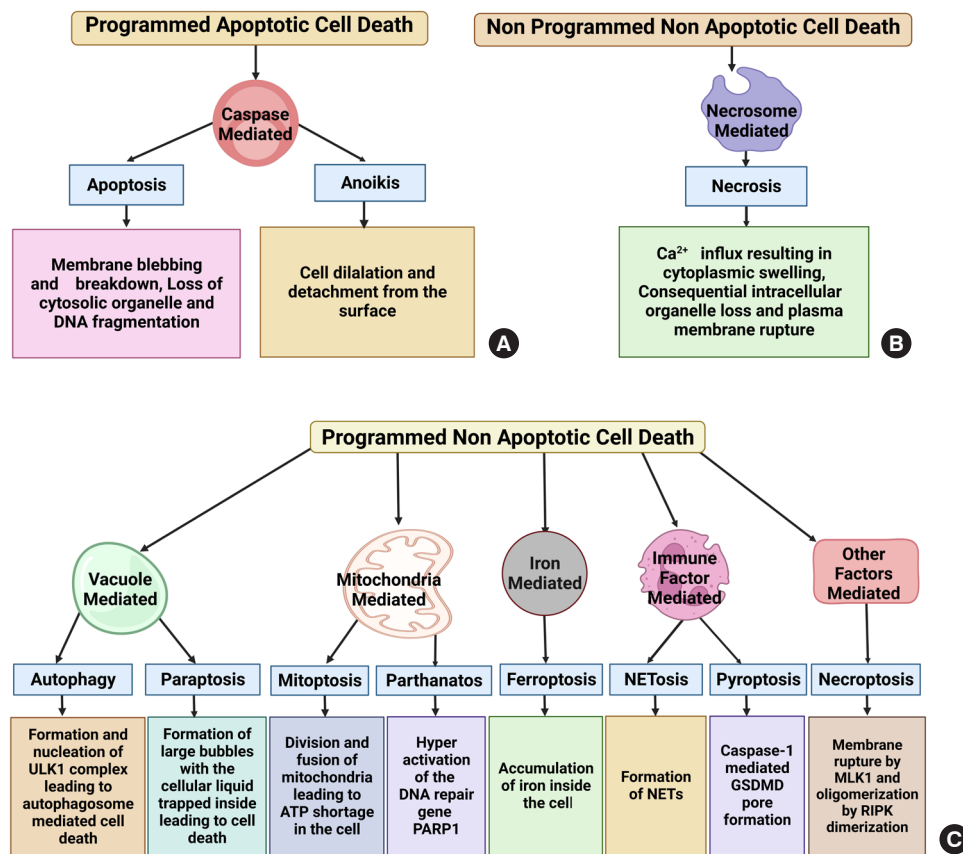 Programmed Apoptotic Cell Death
Caspase
Mediated
Apoptosis
Anoikis
Membrane blebbing
and breakdown, Loss of
cytosolic organelle and
DNA fragmentation
Cell dilalation and
detachment from the
surface
A
Non Programmed Non Apoptotic Cell Death
Necrosome
Mediated
Necrosis
Ca²⁺ influx resulting in
cytoplasmic swelling,
Consequential intracellular
organelle loss and plasma
membrane rupture
B
Programmed Non Apoptotic Cell Death
Vacuole
Mediated
Mitochondria
Mediated
Iron
Mediated
Immune
Factor
Mediated
Other
Factors
Mediated
Autophagy
Paraptosis
Mitoptosis
Parthanatos
Ferroptosis
NETosis
Pyroptosis
Necroptosis
Formation and
nucleation of
ULK1 complex
leading to
autophagosome
mediated cell
death
Formation of
large bubbles
with the
cellular liquid
trapped inside
leading to cell
death
Division and
fusion of
mitochondria
leading to
ATP shortage
in the cell
Hyper
activation
of the
DNA repair
gene
PARP1
Accumulation
of iron inside
the cell
Formation
of NETs
Caspase-1
mediated
GSDMD
pore
formation
Membrane
rupture by
MLK1 and
oligomerization
by RIPK
dimerization
C